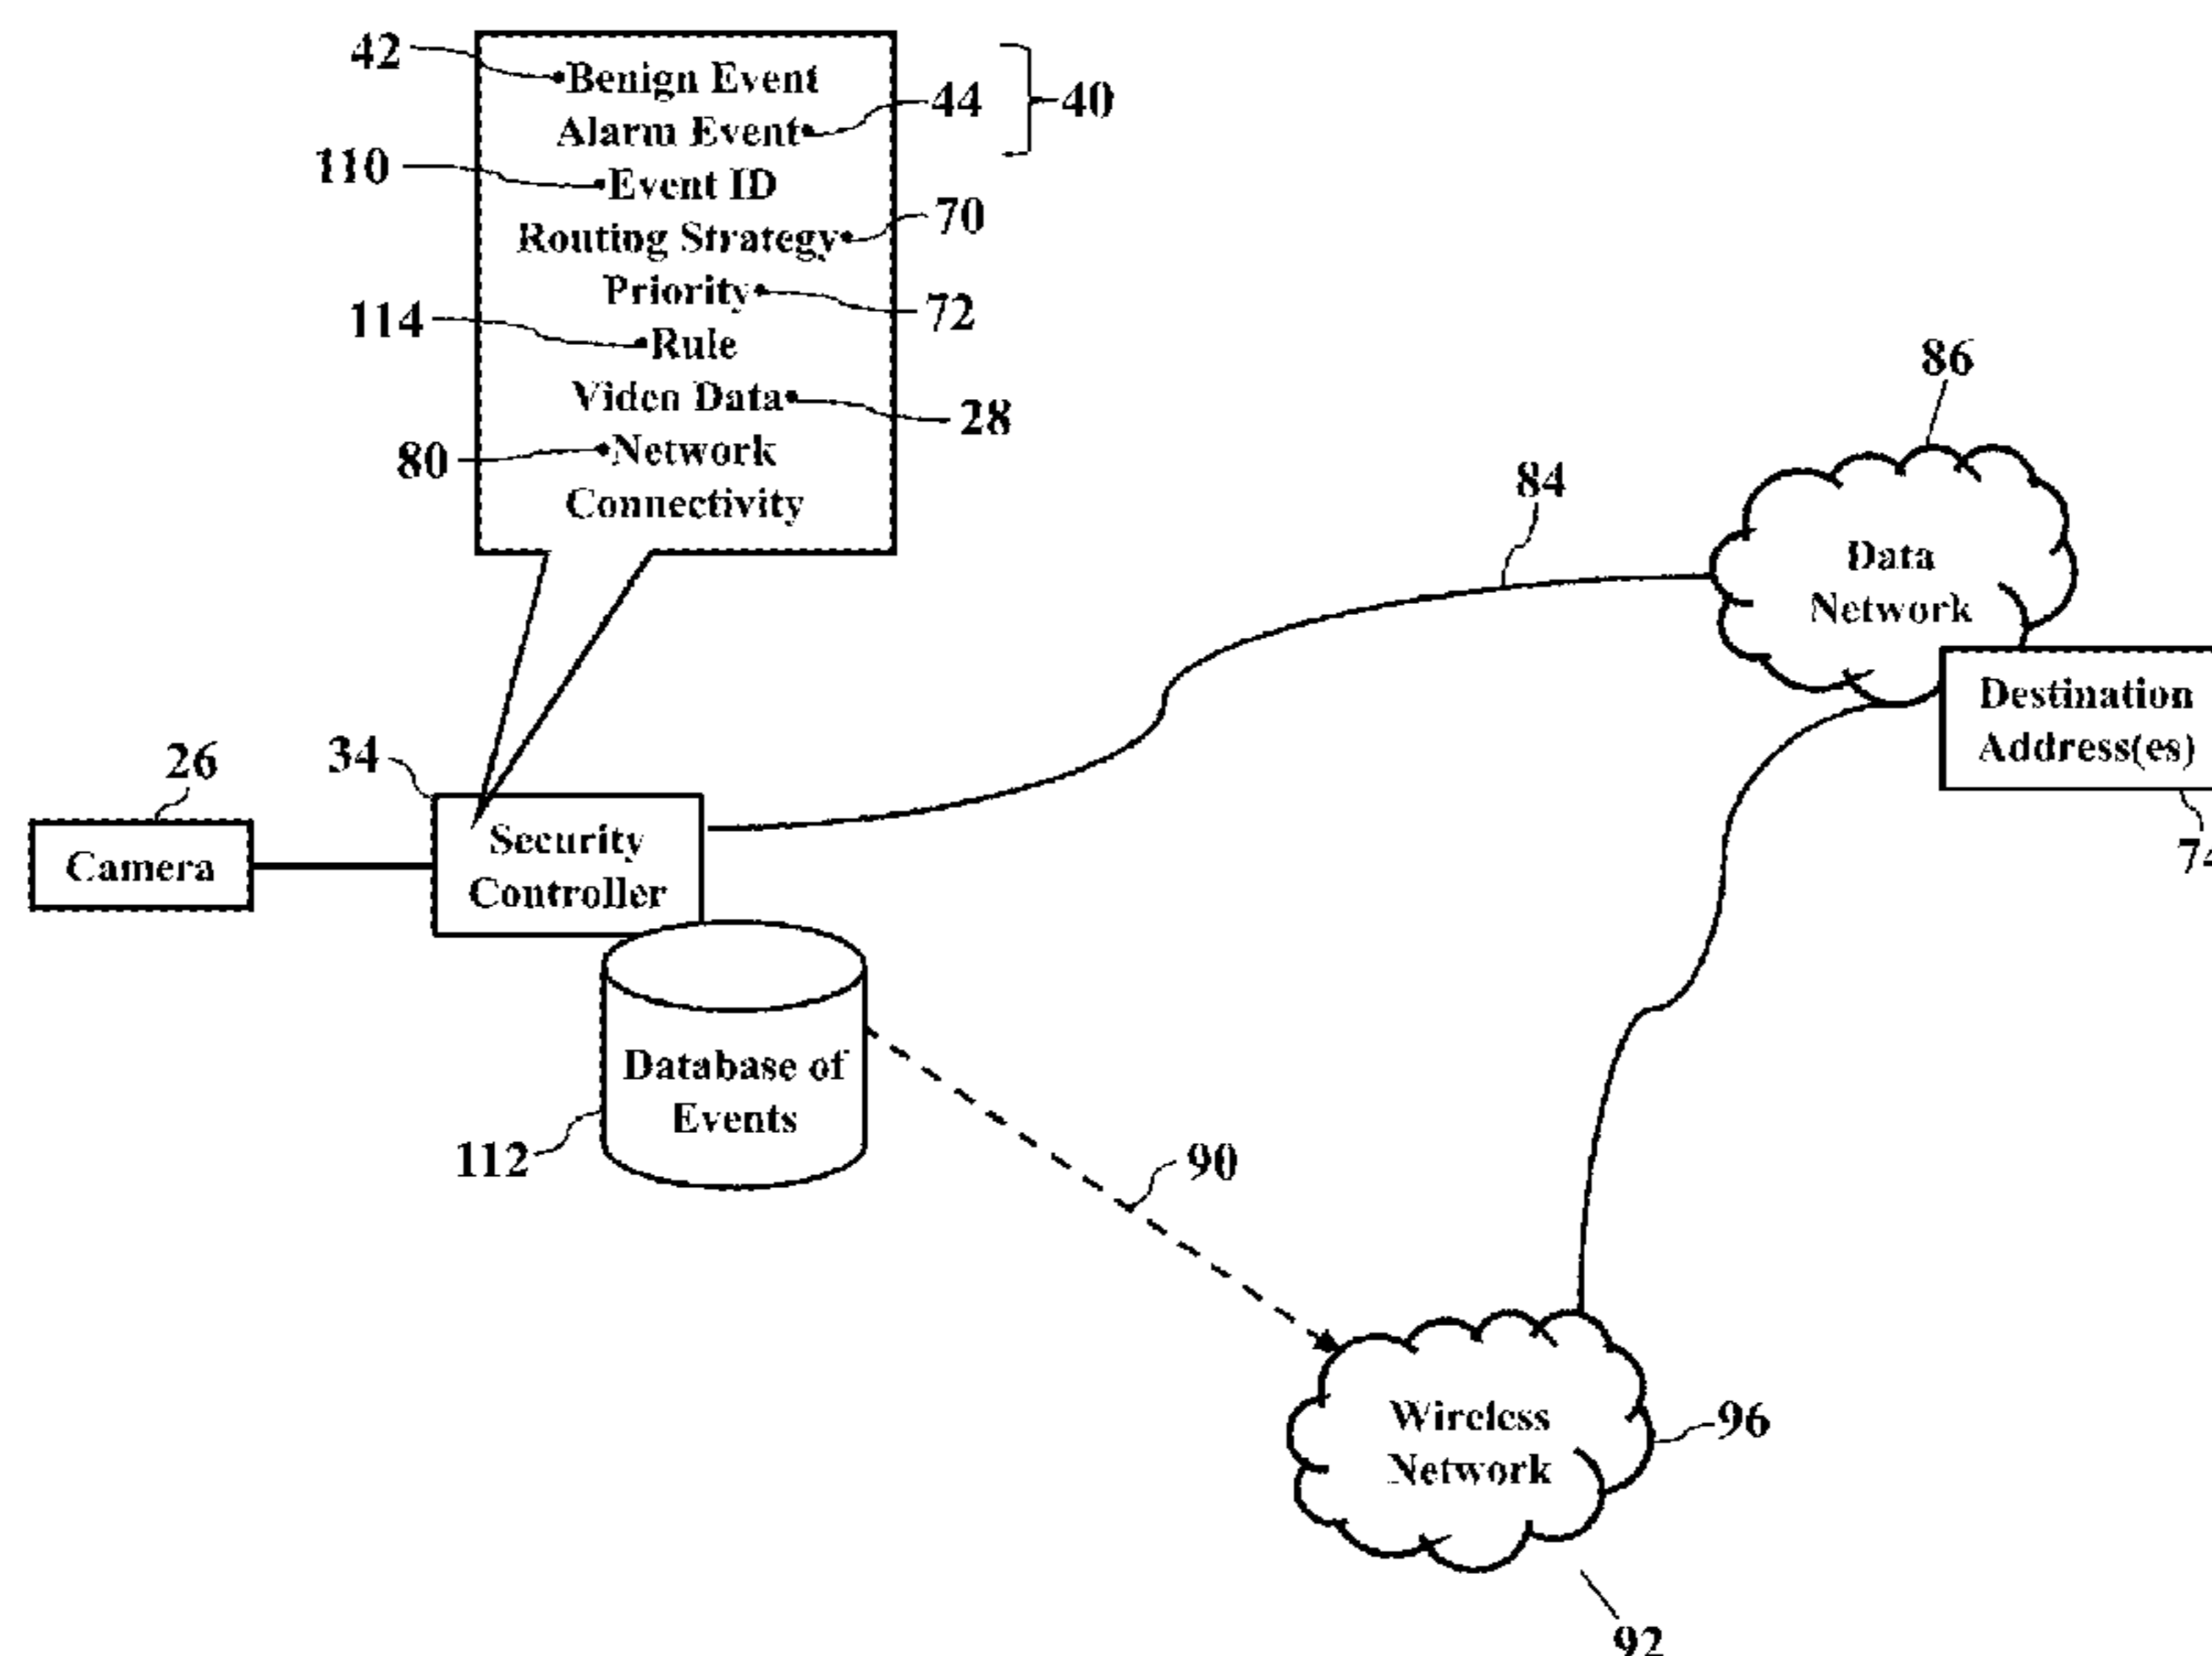 42
Benign Event
44
40
Alarm Event
110
Event ID
70
Routing Strategy
Priority
72
114
Rule
Video Data
28
80
Network
Connectivity
86
84
Data
Network
Destination
Address(es)
74
26
34
Camera
Security
Controller
Database of
Events
112
90
Wireless
Network
96
92